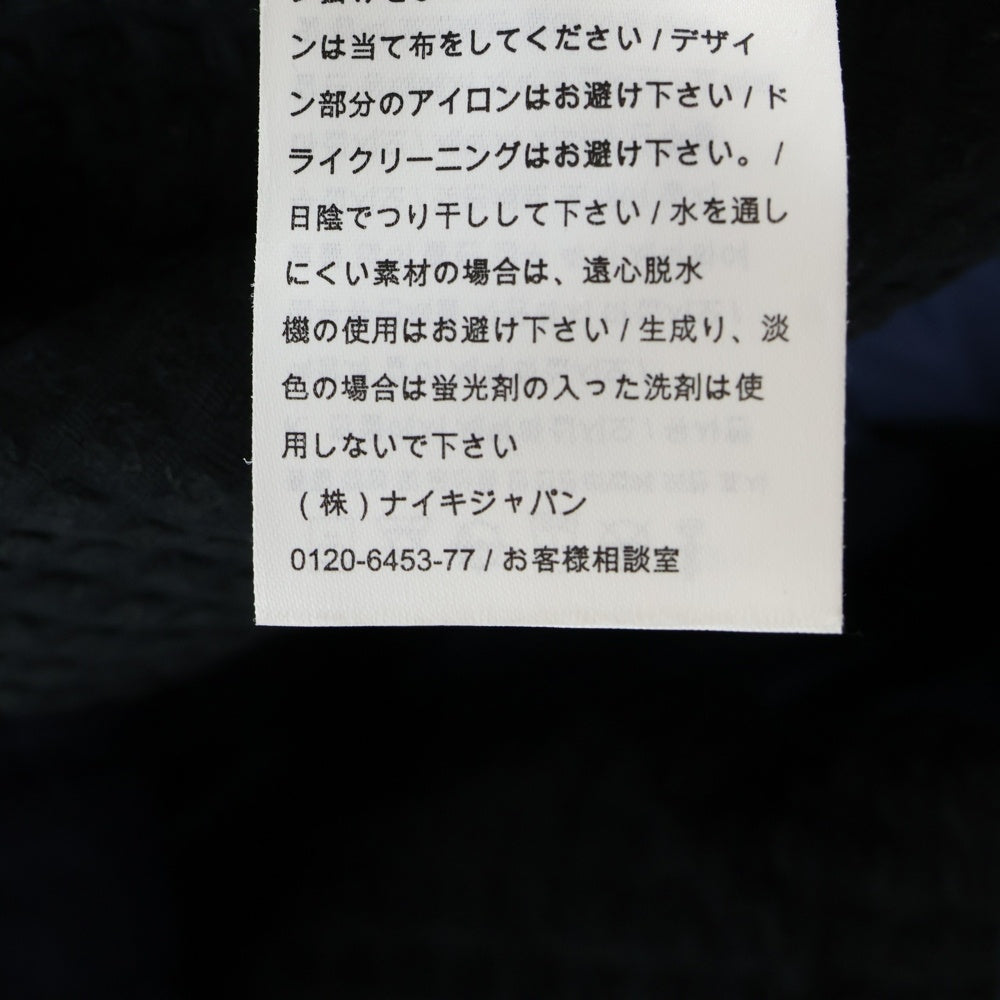 ンは当て布をしてください / デザイ
ン部分のアイロンはお避け下さい / ド
ライクリーニングはお避け下さい。 /
日陰でつり干しして下さい / 水を通し
にくい素材の場合は、遠心脱水
機の使用はお避け下さい / 生成り、淡
色の場合は蛍光剤の入った洗剤は使
用しないで下さい
（株）ナイキジャパン
0120-6453-77 / お客様相談室